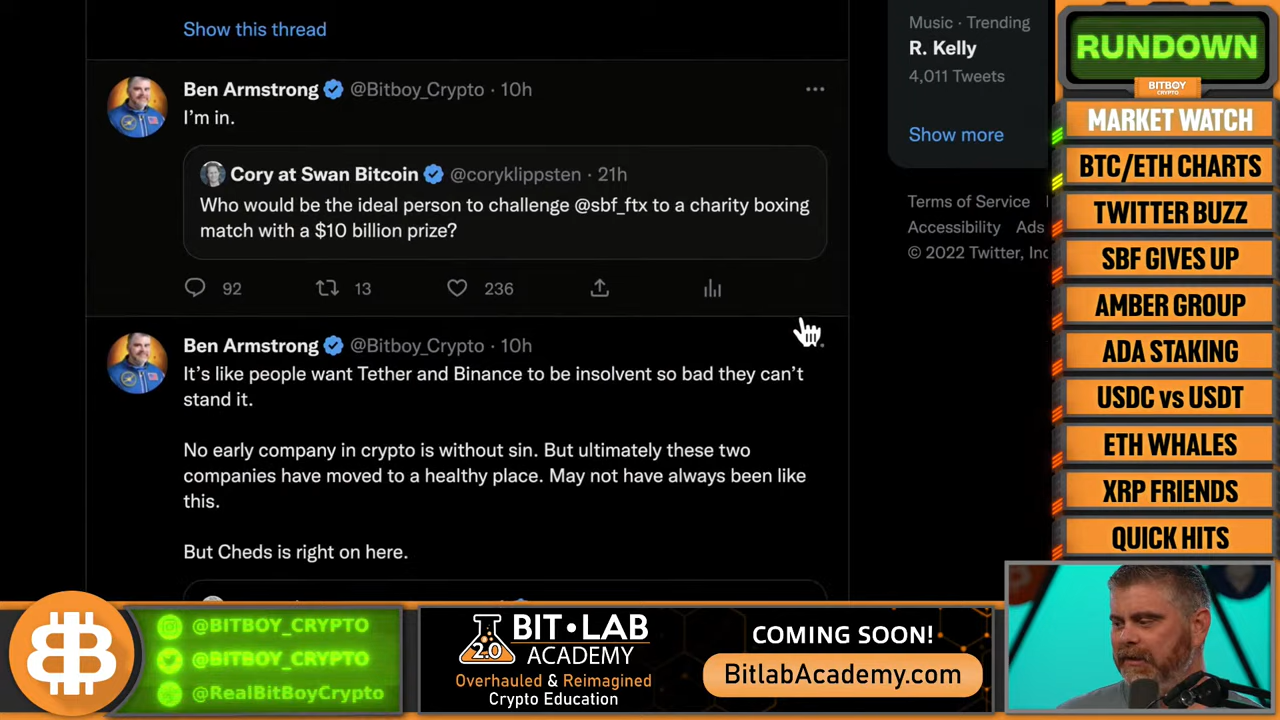 Show this thread
Ben Armstrong @Bitboy_Crypto · 10h
I'm in.
Cory at Swan Bitcoin @coryklippsten · 21h
Who would be the ideal person to challenge @sbf_ftx to a charity boxing
match with a $10 billion prize?
92 13 236
Ben Armstrong @Bitboy_Crypto · 10h
It's like people want Tether and Binance to be insolvent so bad they can't
stand it.
No early company in crypto is without sin. But ultimately these two
companies have moved to a healthy place. May not have always been like
this.
But Cheds is right on here.
Music · Trending
R. Kelly
4,011 Tweets
Show more
Terms of Service
Accessibility Ads
© 2022 Twitter, Inc
RUNDOWN
BITBOY
CRYPTO
MARKET WATCH
BTC/ETH CHARTS
TWITTER BUZZ
SBF GIVES UP
AMBER GROUP
ADA STAKING
USDC vs USDT
ETH WHALES
XRP FRIENDS
QUICK HITS
@BITBOY_CRYPTO
@BITBOY_CRYPTO
@RealBitBoyCrypto
2.0
BIT•LAB
ACADEMY
Overhauled & Reimagined
Crypto Education
COMING SOON!
BitlabAcademy.com